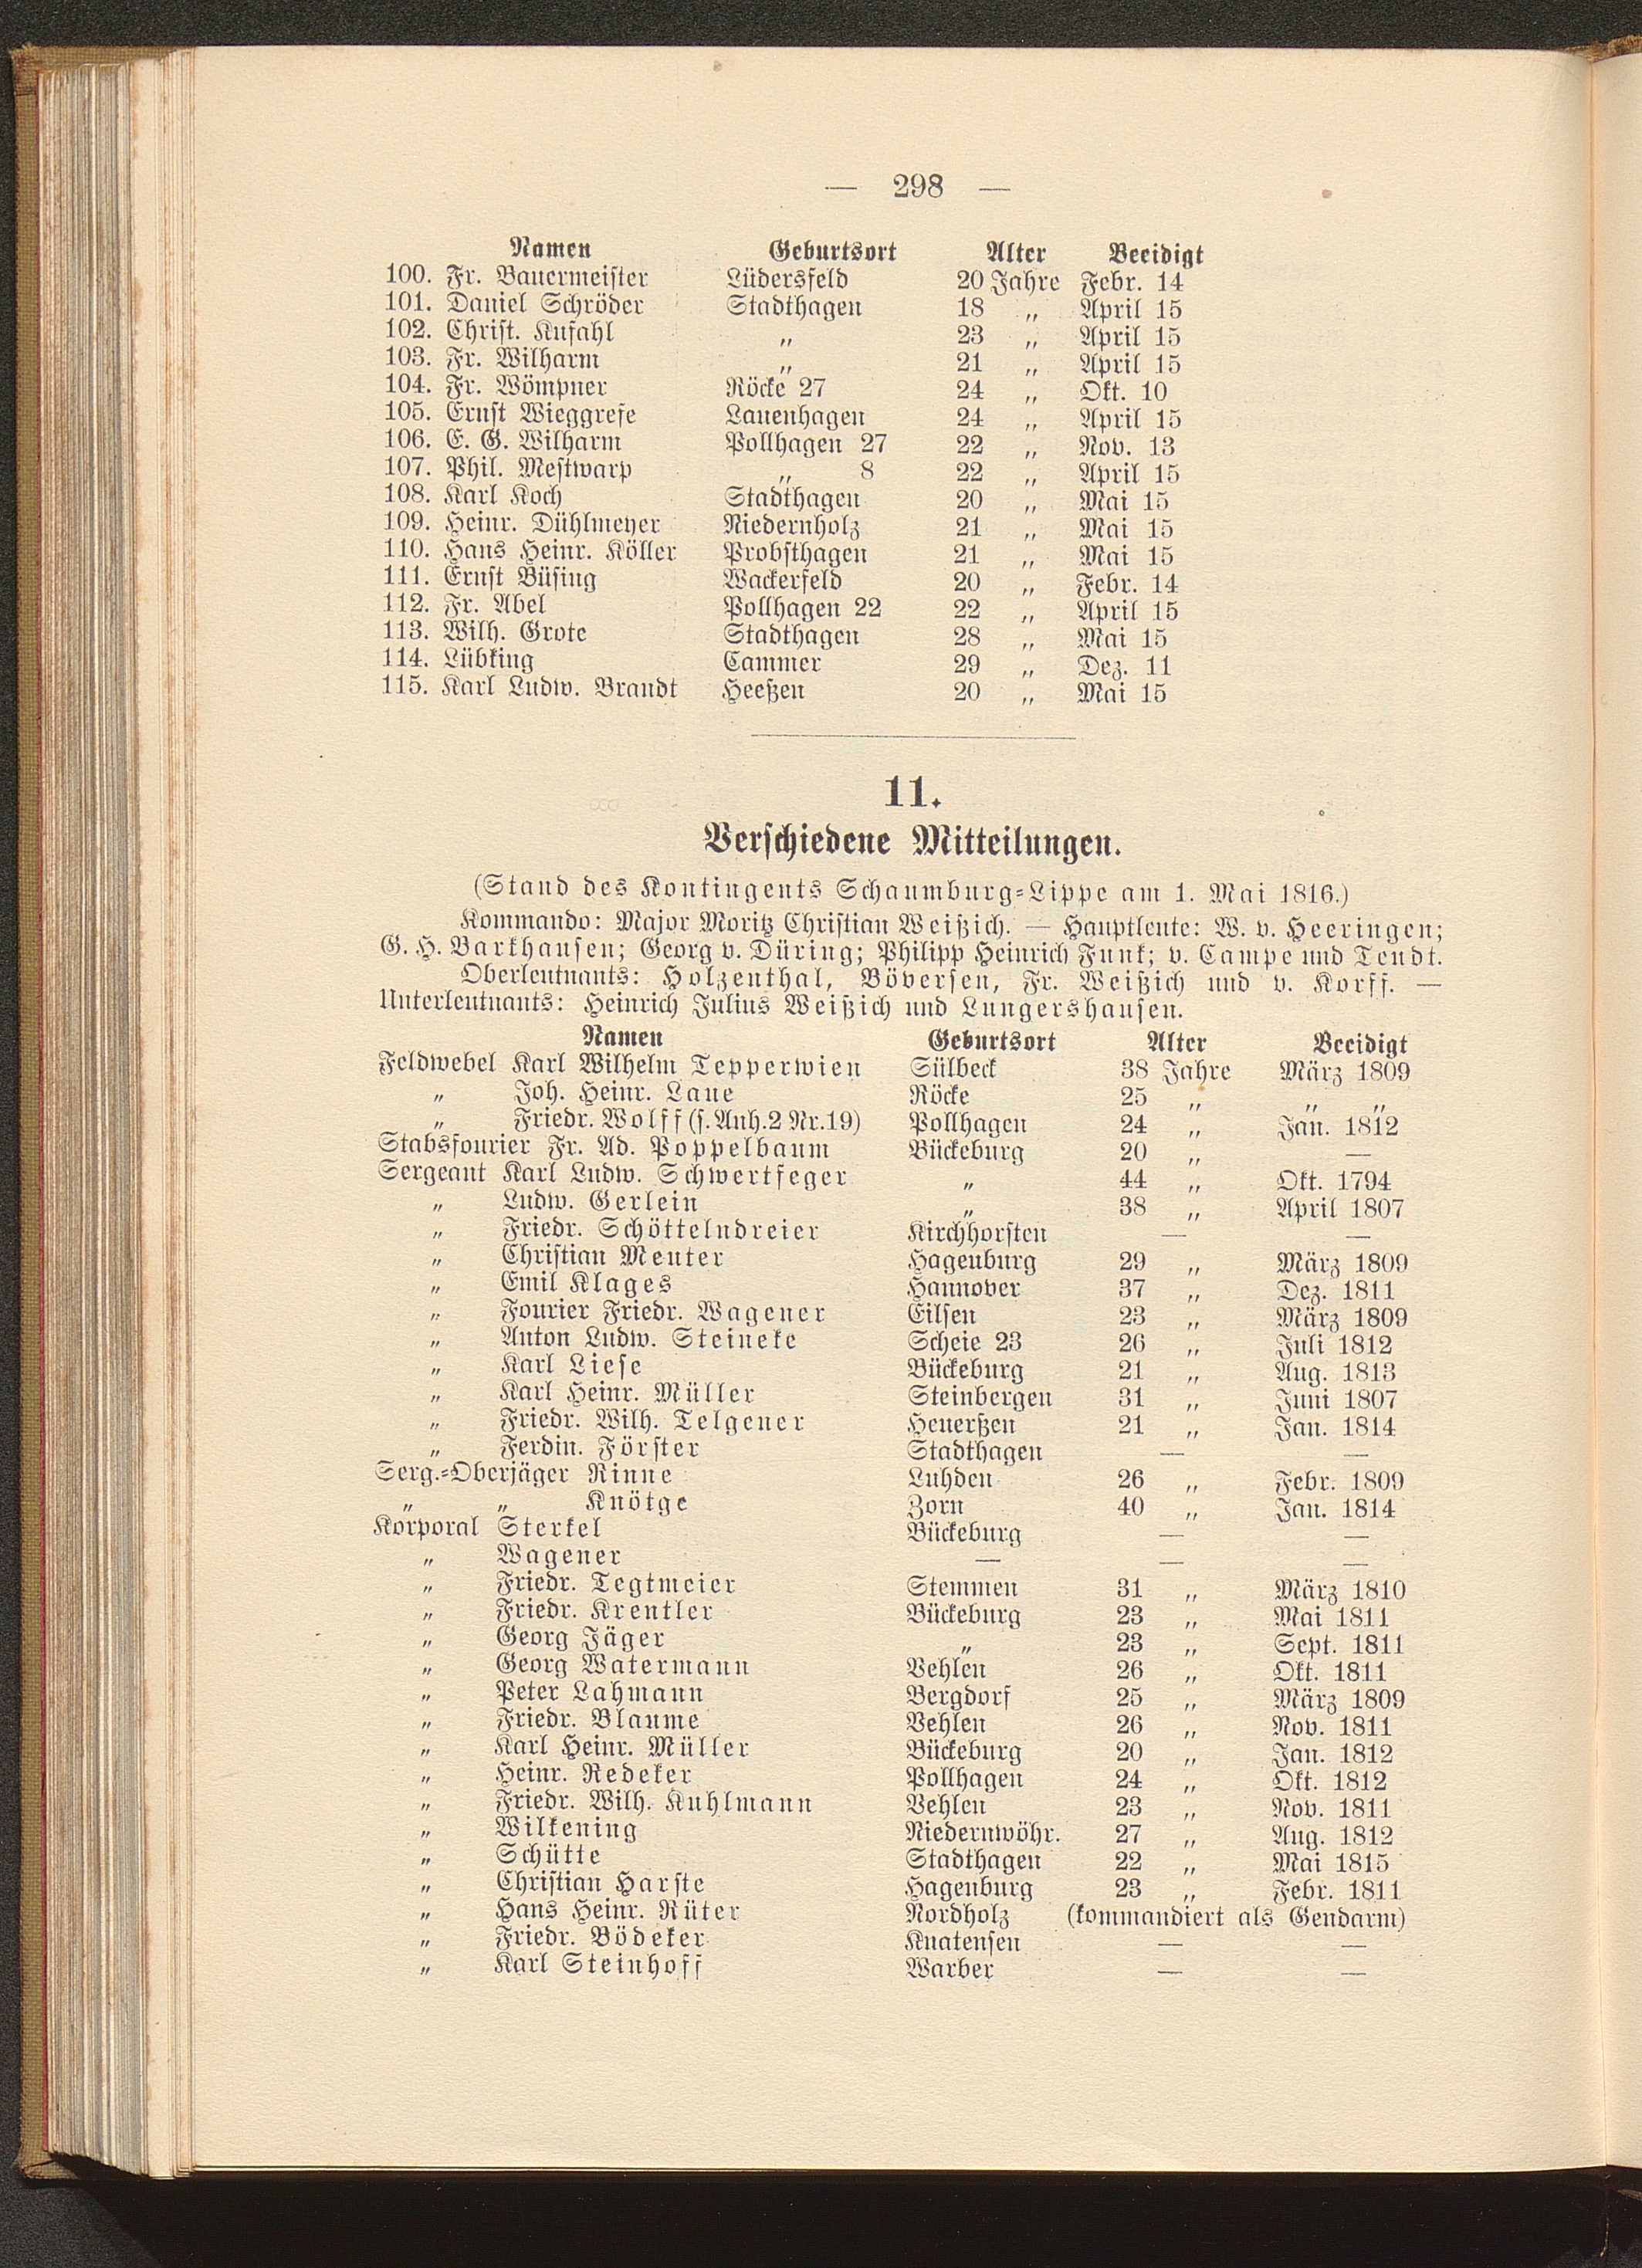 — 298 —
Namen Geburtsort Alter Beeidigt
100. Fr. Bauermeister Lüdersfeld 20 Jahre Febr. 14
101. Daniel Schröder Stadthagen 18 „ April 15
102. Christ. Kufahl „ 23 „ April 15
103. Fr. Wilharm „ 21 „ April 15
104. Fr. Wömpner Röcke 27 24 „ Okt. 10
105. Ernst Wieggrefe Lauenhagen 24 „ April 15
106. E. G. Wilharm Pollhagen 27 22 „ Nov. 13
107. Phil. Mestwarp „ 8 22 „ April 15
108. Karl Koch Stadthagen 20 „ Mai 15
109. Heinr. Dühlmeyer Niedernholz 21 „ Mai 15
110. Hans Heinr. Köller Probsthagen 21 „ Mai 15
111. Ernst Büsing Wackerfeld 20 „ Febr. 14
112. Fr. Abel Pollhagen 22 22 „ April 15
113. Wilh. Grote Stadthagen 28 „ Mai 15
114. Lübking Cammer 29 „ Dez. 11
115. Karl Ludw. Brandt Heeßen 20 „ Mai 15
11.
Verschiedene Mitteilungen.
(Stand des Kontingents Schaumburg-Lippe am 1. Mai 1816.)
Kommando: Major Moritz Christian Weißich. — Hauptleute: W. v. Heeringen;
G. H. Barkhausen; Georg v. Düring; Philipp Heinrich Funk; v. Campe und Tendt.
Oberleutnants: Holzenthal, Böversen, Fr. Weißich und v. Korff. —
Unterleutnants: Heinrich Julius Weißich und Lungershausen.
Namen Geburtsort Alter Beeidigt
Feldwebel Karl Wilhelm Tepperwien Sülbeck 38 Jahre März 1809
„ Joh. Heinr. Laue Röcke 25 „ „ „
„ Friedr. Wolff (s. Anh. 2 Nr. 19) Pollhagen 24 „ Jan. 1812
Stabsfourier Fr. Ad. Poppelbaum Bückeburg 20 „ —
Sergeant Karl Ludw. Schwertfeger „ 44 „ Okt. 1794
„ Ludw. Gerlein „ 38 „ April 1807
„ Friedr. Schöttelndreier Kirchhorsten — —
„ Christian Menter Hagenburg 29 „ März 1809
„ Emil Klages Hannover 37 „ Dez. 1811
„ Fourier Friedr. Wagener Eilsen 23 „ März 1809
„ Anton Ludw. Steineke Scheie 23 26 „ Juli 1812
„ Karl Liese Bückeburg 21 „ Aug. 1813
„ Karl Heinr. Müller Steinbergen 31 „ Juni 1807
„ Friedr. Wilh. Telgener Heuerßen 21 „ Jan. 1814
„ Ferdin. Förster Stadthagen — —
Serg.-Oberjäger Rinne Luhden 26 „ Febr. 1809
„ „ Knötge Zorn 40 „ Jan. 1814
Korporal Sterkel Bückeburg — —
„ Wagener — — —
„ Friedr. Tegtmeier Stemmen 31 „ März 1810
„ Friedr. Krentler Bückeburg 23 „ Mai 1811
„ Georg Jäger „ 23 „ Sept. 1811
„ Georg Watermann Vehlen 26 „ Okt. 1811
„ Peter Lahmann Bergdorf 25 „ März 1809
„ Friedr. Blaume Vehlen 26 „ Nov. 1811
„ Karl Heinr. Müller Bückeburg 20 „ Jan. 1812
„ Heinr. Redeker Pollhagen 24 „ Okt. 1812
„ Friedr. Wilh. Kuhlmann Vehlen 23 „ Nov. 1811
„ Wilkening Niedernwöhr. 27 „ Aug. 1812
„ Schütte Stadthagen 22 „ Mai 1815
„ Christian Harste Hagenburg 23 „ Febr. 1811
„ Hans Heinr. Rüter Nordholz (kommandiert als Gendarm)
„ Friedr. Bödeker Knatensen — —
„ Karl Steinhoff Warber — —